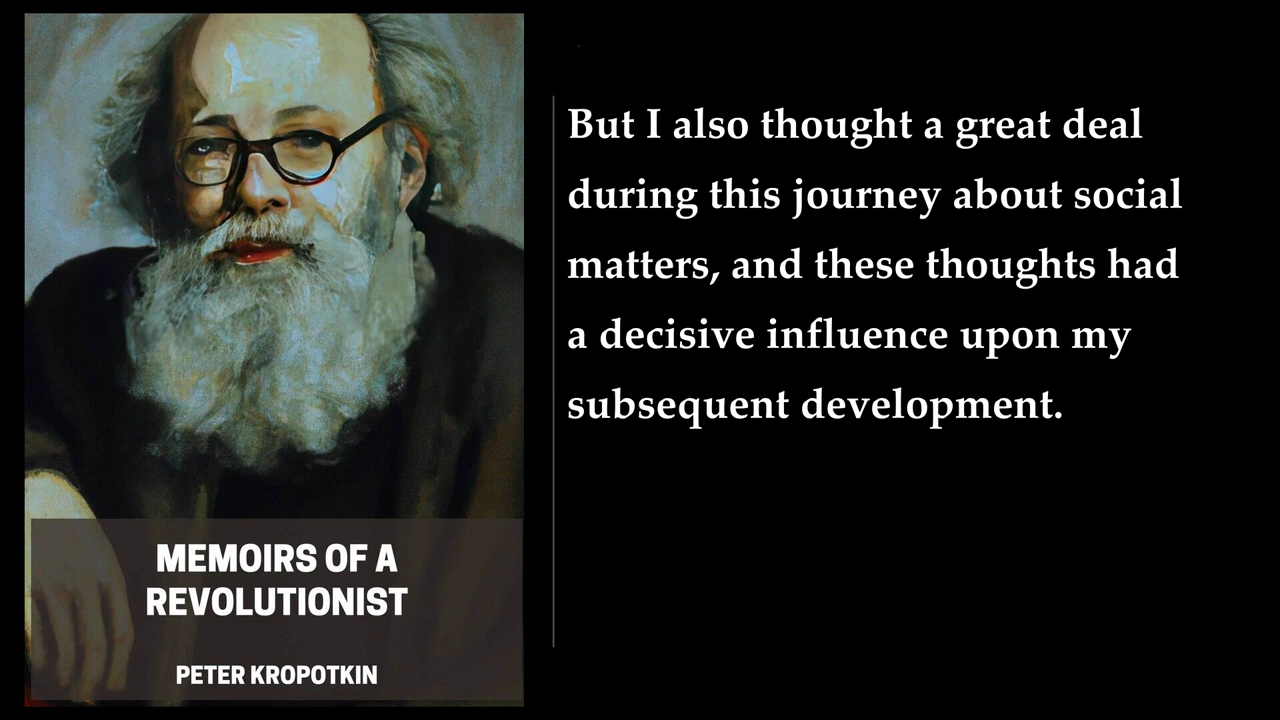 But I also thought a great deal
during this journey about social
matters, and these thoughts had
a decisive influence upon my
subsequent development.
MEMOIRS OF A
REVOLUTIONIST
PETER KROPOTKIN